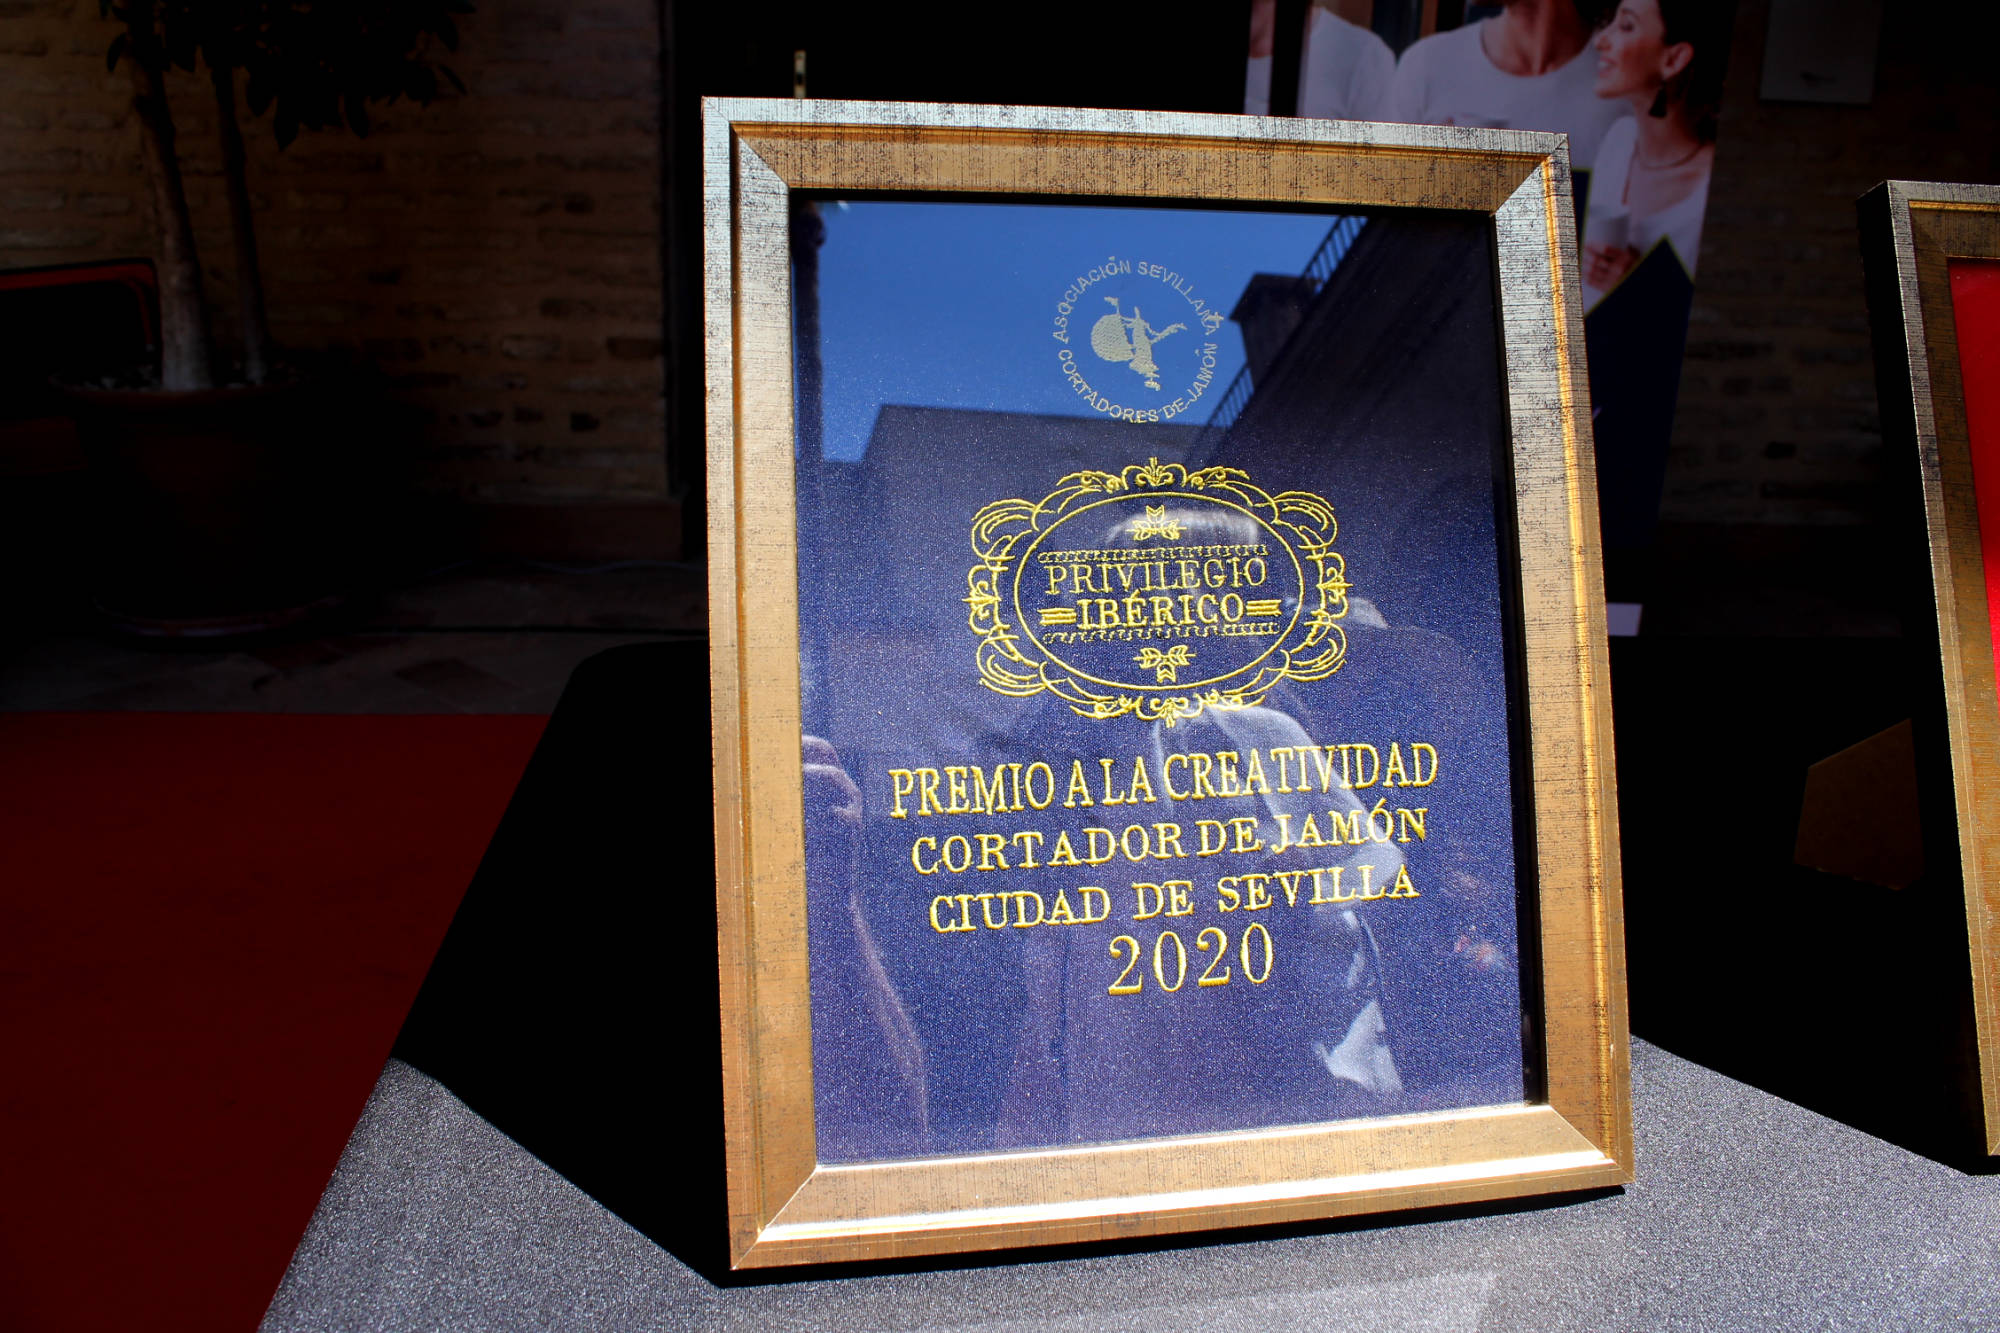 ASOCIACIÓN SEVILLANA
CORTADORES DE JAMÓN
PRIVILEGIO
IBÉRICO
PREMIO A LA CREATIVIDAD
CORTADOR DE JAMÓN
CIUDAD DE SEVILLA
2020